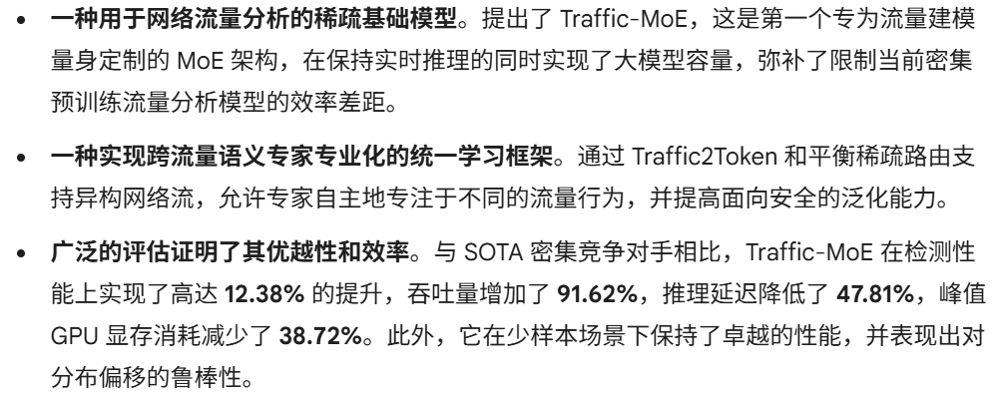 • 一种用于网络流量分析的稀疏基础模型。提出了 Traffic-MoE，这是第一个专为流量建模
量身定制的 MoE 架构，在保持实时推理的同时实现了大模型容量，弥补了限制当前密集
预训练流量分析模型的效率差距。
• 一种实现跨流量语义专家专业化的统一学习框架。通过 Traffic2Token 和平衡稀疏路由支
持异构网络流，允许专家自主地专注于不同的流量行为，并提高面向安全的泛化能力。
• 广泛的评估证明了其优越性和效率。与 SOTA 密集竞争对手相比，Traffic-MoE 在检测性
能上实现了高达 12.38% 的提升，吞吐量增加了 91.62%，推理延迟降低了 47.81%，峰值
GPU 显存消耗减少了 38.72%。此外，它在少样本场景下保持了卓越的性能，并表现出对
分布偏移的鲁棒性。